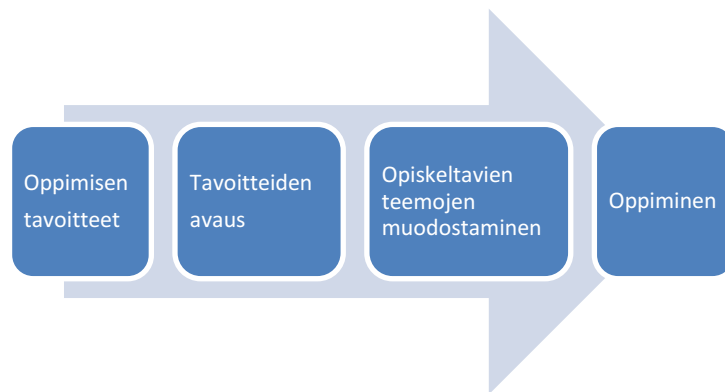 Oppimisen
tavoitteet
Tavoitteiden
avaus
Opiskeltavien
teemojen
muodostaminen
Oppiminen